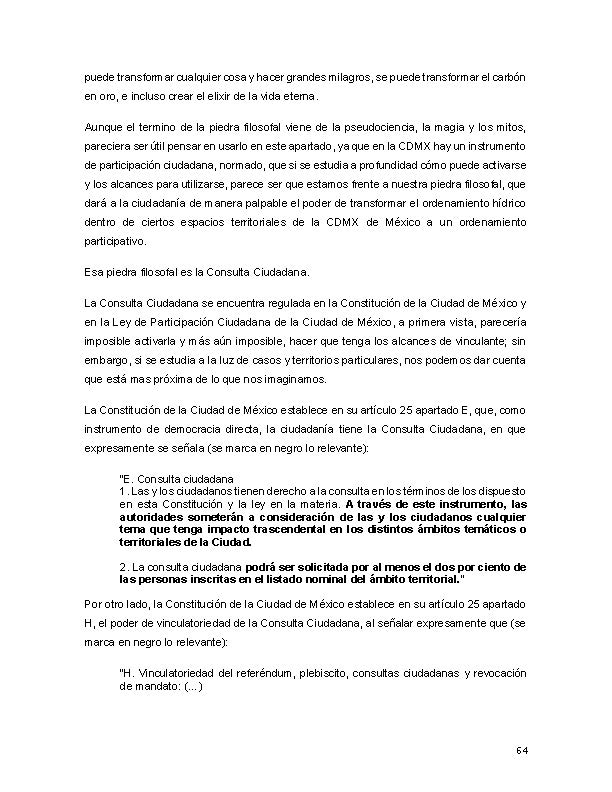 puede transformar cualquier cosa y hacer grandes milagros, se puede transformar el carbón
en oro, e incluso crear el elixir de la vida eterna.
Aunque el termino de la piedra filosofal viene de la pseudociencia, la magia y los mitos,
pareciera ser útil pensar en usarlo en este apartado, ya que en la CDMX hay un instrumento
de participación ciudadana, normado, que si se estudia a profundidad cómo puede activarse
y los alcances para utilizarse, parece ser que estamos frente a nuestra piedra filosofal, que
dará a la ciudadanía de manera palpable el poder de transformar el ordenamiento hídrico
dentro de ciertos espacios territoriales de la CDMX de México a un ordenamiento
participativo.
Esa piedra filosofal es la Consulta Ciudadana.
La Consulta Ciudadana se encuentra regulada en la Constitución de la Ciudad de México y
en la Ley de Participación Ciudadana de la Ciudad de México, a primera vista, parecería
imposible activarla y más aún imposible, hacer que tenga los alcances de vinculante; sin
embargo, si se estudia a la luz de casos y territorios particulares, nos podemos dar cuenta
que está mas próxima de lo que nos imaginamos.
La Constitución de la Ciudad de México establece en su artículo 25 apartado E, que, como
instrumento de democracia directa, la ciudadanía tiene la Consulta Ciudadana, en que
expresamente se señala (se marca en negro lo relevante):
"E. Consulta ciudadana
1. Las y los ciudadanos tienen derecho a la consulta en los términos de los dispuesto
en esta Constitución y la ley en la materia. A través de este instrumento, las
autoridades someterán a consideración de las y los ciudadanos cualquier
tema que tenga impacto trascendental en los distintos ámbitos temáticos o
territoriales de la Ciudad.
2. La consulta ciudadana podrá ser solicitada por al menos el dos por ciento de
las personas inscritas en el listado nominal del ámbito territorial."
Por otro lado, la Constitución de la Ciudad de México establece en su artículo 25 apartado
H, el poder de vinculatoriedad de la Consulta Ciudadana, al señalar expresamente que (se
marca en negro lo relevante):
"H. Vinculatoriedad del referéndum, plebiscito, consultas ciudadanas y revocación
de mandato: (...)
64